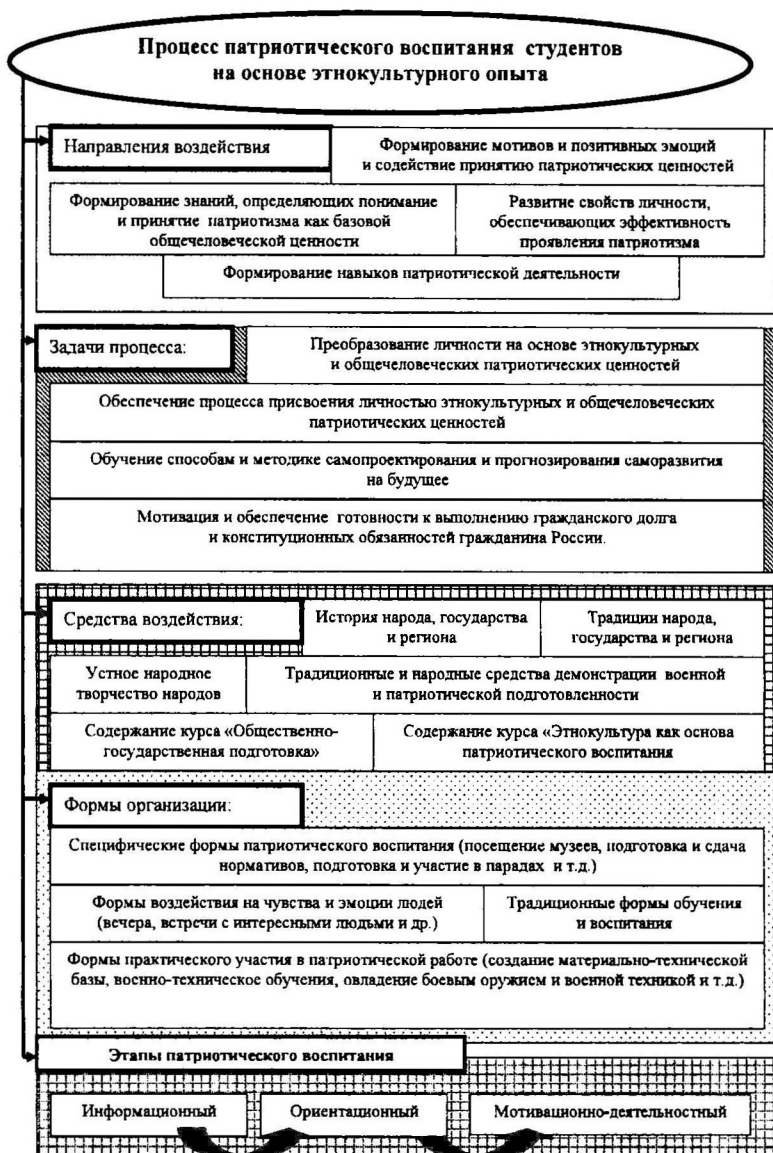 Процесс патриотического воспитания студентов
на основе этнокультурного опыта
Направления воздействия
Формирование мотивов и позитивных эмоций
и содействие принятию патриотических ценностей
Формирование знаний, определяющих понимание
и принятие патриотизма как базовой
общечеловеческой ценности
Развитие свойств личности,
обеспечивающих эффективность
проявления патриотизма
Формирование навыков патриотической деятельности
Задачи процесса:
Преобразование личности на основе этнокультурных
и общечеловеческих патриотических ценностей
Обеспечение процесса присвоения личностью этнокультурных и общечеловеческих
патриотических ценностей
Обучение способам и методике самопроектирования и прогнозирования саморазвития
на будущее
Мотивация и обеспечение готовности к выполнению гражданского долга
и конституционных обязанностей гражданина России.
Средства воздействия:
История народа, государства
и региона
Традиции народа,
государства и региона
Устное народное
творчество народов
Традиционные и народные средства демонстрации военной
и патриотической подготовленности
Содержание курса «Общественно-
государственная подготовка»
Содержание курса «Этнокультура как основа
патриотического воспитания
Формы организации:
Специфические формы патриотического воспитания (посещение музеев, подготовка и сдача
нормативов, подготовка и участие в парадах и т.д.)
Формы воздействия на чувства и эмоции людей
(вечера, встречи с интересными людьми и др.)
Традиционные формы обучения
и воспитания
Формы практического участия в патриотической работе (создание материально-технической
базы, военно-техническое обучения, овладение боевым оружием и военной техникой и т.д.)
Этапы патриотического воспитания
Информационный
Ориентационный
Мотивационно-деятельностный